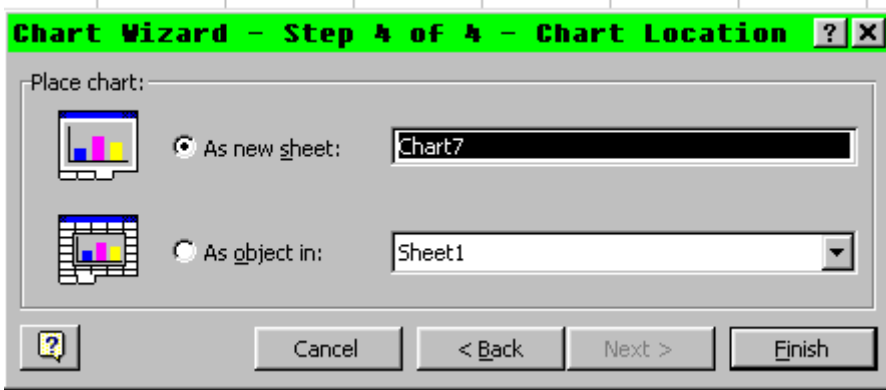 Chart Wizard - Step 4 of 4 - Chart Location ? X
Place chart:
As new sheet: Chart7
As object in: Sheet1
? Cancel < Back Next > Finish